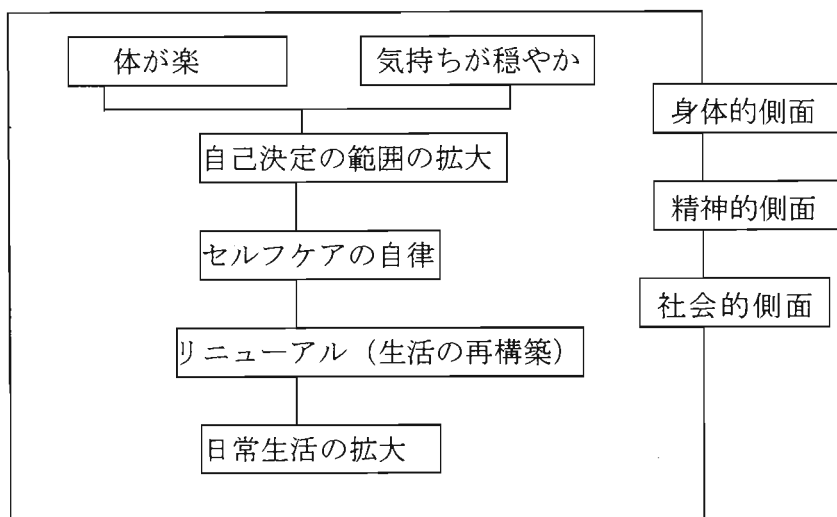 体が楽
気持ちが穏やか
自己決定の範囲の拡大
セルフケアの自律
リニューアル（生活の再構築）
日常生活の拡大
身体的側面
精神的側面
社会的側面